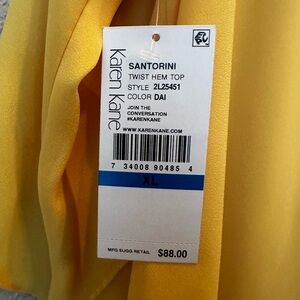 Karen Kane
SANTORINI
TWIST HEM TOP
STYLE 2L25451
COLOR DAI
JOIN THE
CONVERSATION
#KARENKANE
WWW.KARENKANE.COM
7 34008 90485 4
XL
MFG SUGG RETAIL $88.00